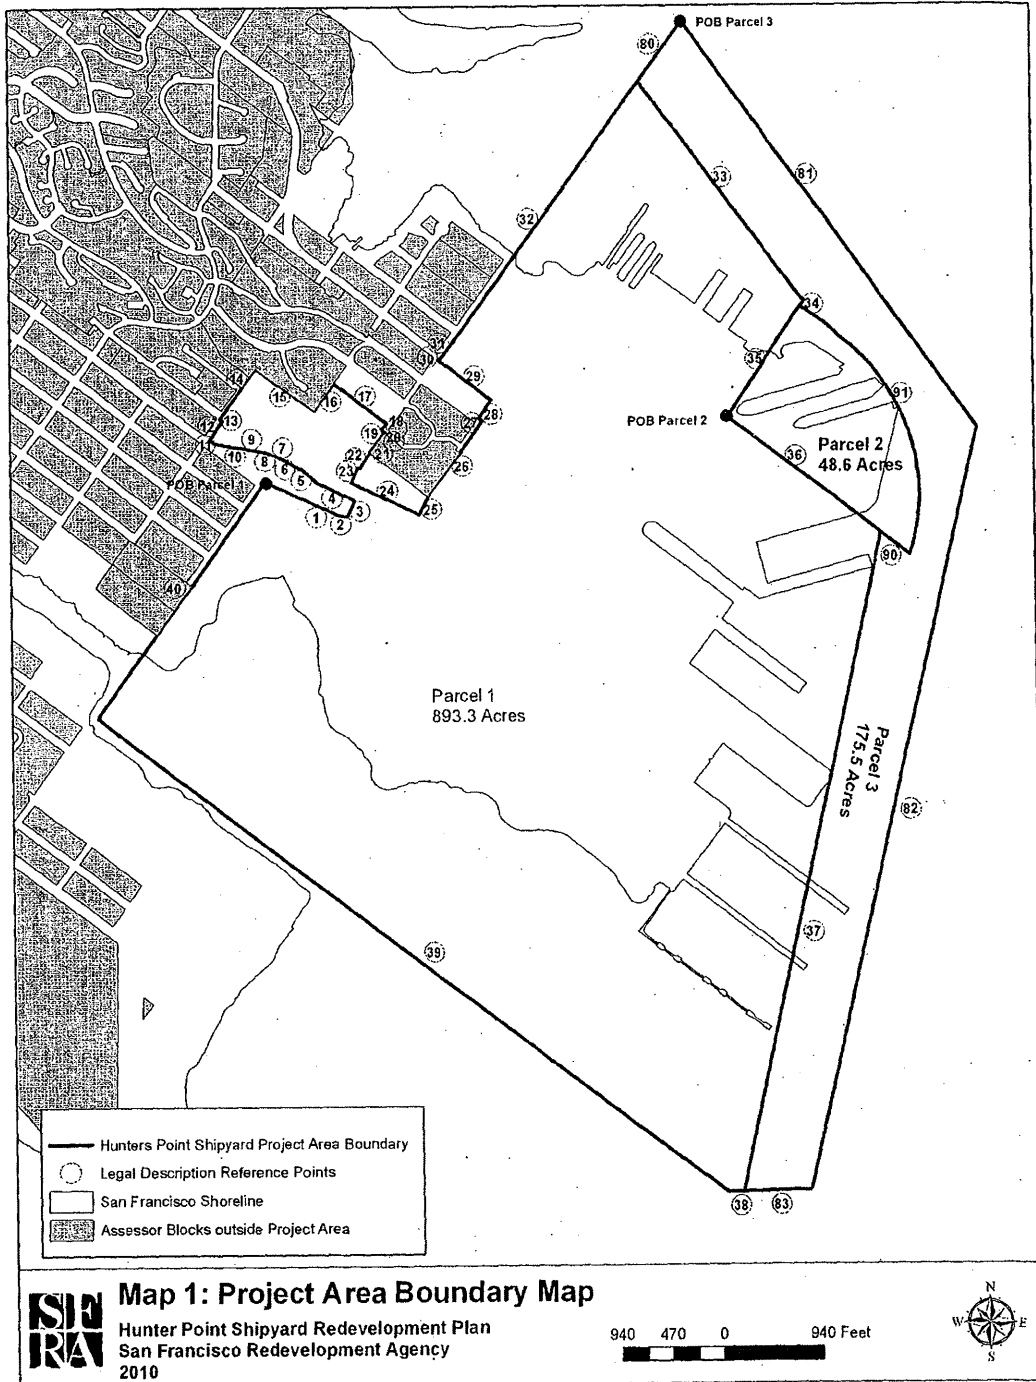 POB Parcel 3
80
81
33
32
34
35
31
30
29
91
14
15
16
17
28
27
POB Parcel 2
12
13
18
19
20
11
9
7
10
22
21
26
36
Parcel 2
48.6 Acres
8
6
23
POB Parcel 1
5
24
4
25
1
2
3
90
40
Parcel 1
893.3 Acres
Parcel 3
175.5 Acres
82
37
39
38
83
Hunters Point Shipyard Project Area Boundary
Legal Description Reference Points
San Francisco Shoreline
Assessor Blocks outside Project Area
SF
RA
Map 1: Project Area Boundary Map
Hunter Point Shipyard Redevelopment Plan
San Francisco Redevelopment Agency
2010
940 470 0 940 Feet
N
W E
S